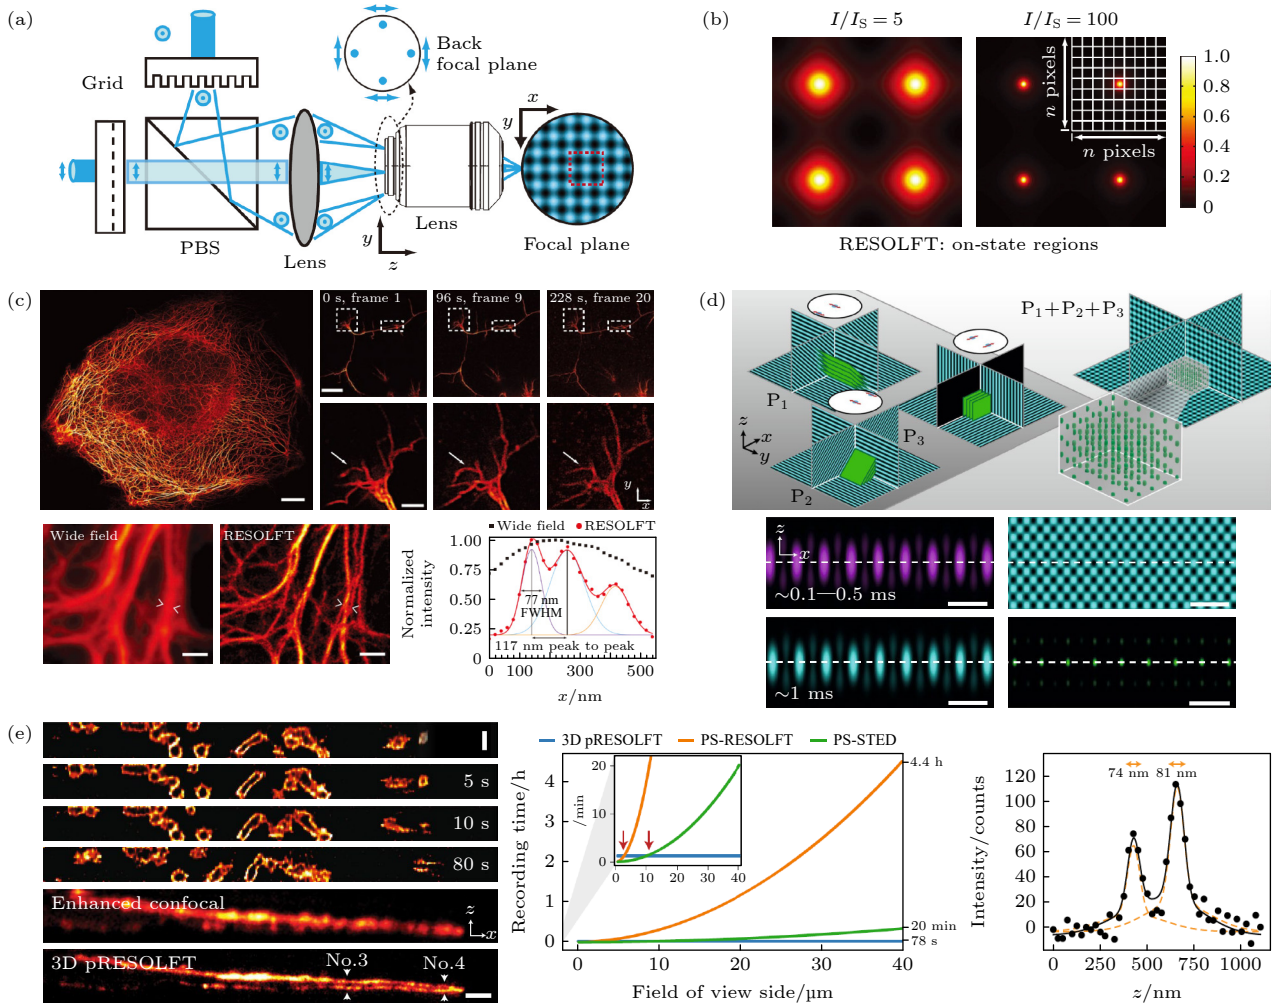 (a)
Grid
PBS
Lens
Back
focal plane
Lens
y
z
x
y
Focal plane
(b)
I/I_S = 5
I/I_S = 100
n pixels
n pixels
1.0
0.8
0.6
0.4
0.2
0
RESOLFT: on-state regions
(c)
0 s, frame 1
96 s, frame 9
228 s, frame 20
y
x
Wide field
RESOLFT
Wide field
RESOLFT
Normalized
intensity
1.00
0.75
0.50
0.20
0
77 nm
FWHM
117 nm peak to peak
0
100
300
500
x/nm
(d)
P1
P2
P3
P1+P2+P3
z
x
y
z
x
~0.1—0.5 ms
~1 ms
(e)
5 s
10 s
80 s
Enhanced confocal
z
x
3D pRESOLFT
No.3
No.4
3D pRESOLFT
PS-RESOLFT
PS-STED
Recording time/h
4
3
2
1
0
0
10
20
30
40
Field of view side/µm
/min
20
10
0
0
10
20
30
40
4.4 h
20 min
78 s
Intensity/counts
120
100
80
60
40
20
0
74 nm
81 nm
0
250
500
750
1000
z/nm